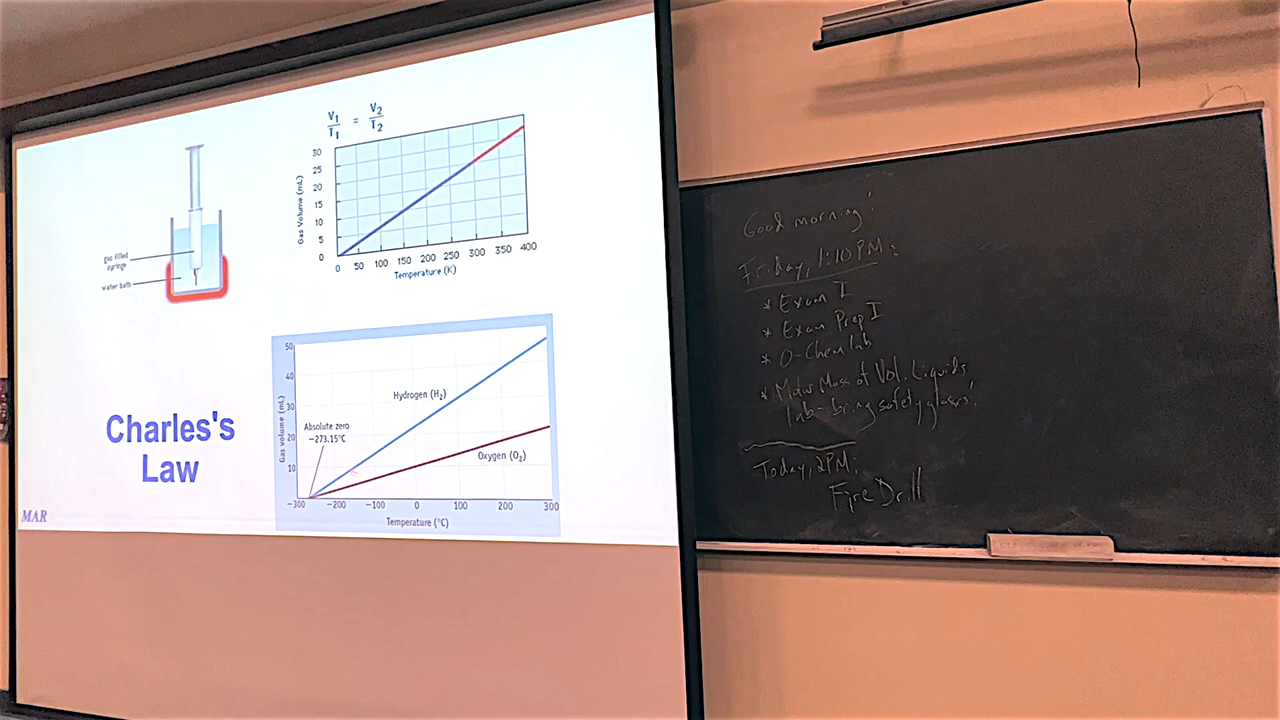 V₁/T₁ = V₂/T₂
30
25
20
15
10
5
0
Gas Volume (mL)
0 50 100 150 200 250 300 350 400
Temperature (K)
gas filled
syringe
water bath
Charles's
Law
50
40
30
20
10
Gas volume (mL)
Hydrogen (H₂)
Absolute zero
−273.15°C
Oxygen (O₂)
−300 −200 −100 0 100 200 300
Temperature (°C)
MAR
Good morning!
Friday, 1:10 PM:
* Exam I
* Exam Prep I
* O-Chem lab
* Molar Mass of Vol. Liquids
lab - bring safety glasses!
Today, 2PM:
Fire Drill